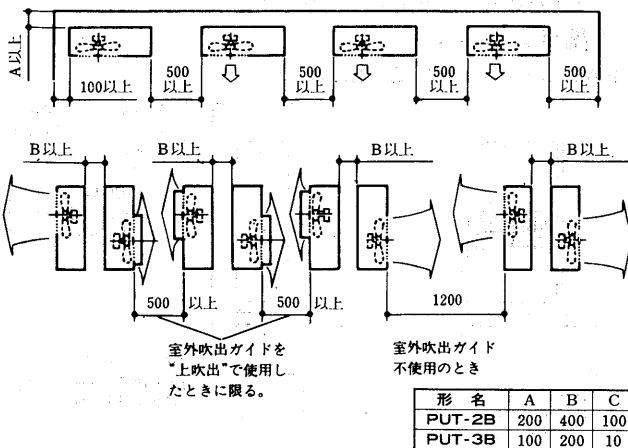 A以上
100以上
500
以上
500
以上
500
以上
500
以上
B以上
B以上
B以上
B以上
500 以上
500 以上
1200
室外吹出ガイドを
"上吹出"で使用し
たときに限る。
室外吹出ガイド
不使用のとき
形 名 A B C
PUT-2B 200 400 100
PUT-3B 100 200 10